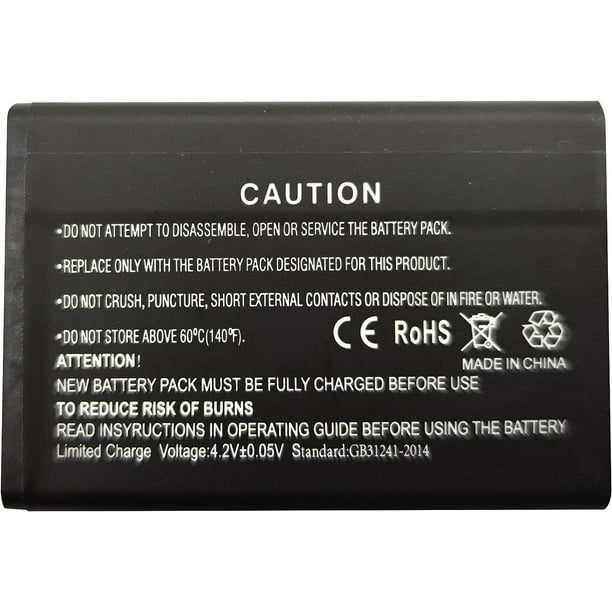 CAUTION
•DO NOT ATTEMPT TO DISASSEMBLE, OPEN OR SERVICE THE BATTERY PACK.
•REPLACE ONLY WITH THE BATTERY PACK DESIGNATED FOR THIS PRODUCT.
•DO NOT CRUSH, PUNCTURE, SHORT EXTERNAL CONTACTS OR DISPOSE OF IN FIRE OR WATER.
•DO NOT STORE ABOVE 60ºC(140ºF).
CE RoHS
MADE IN CHINA
ATTENTION!
NEW BATTERY PACK MUST BE FULLY CHARGED BEFORE USE
TO REDUCE RISK OF BURNS
READ INSYRUCTIONS IN OPERATING GUIDE BEFORE USING THE BATTERY
Limited Charge Voltage:4.2V±0.05V Standard:GB31241-2014